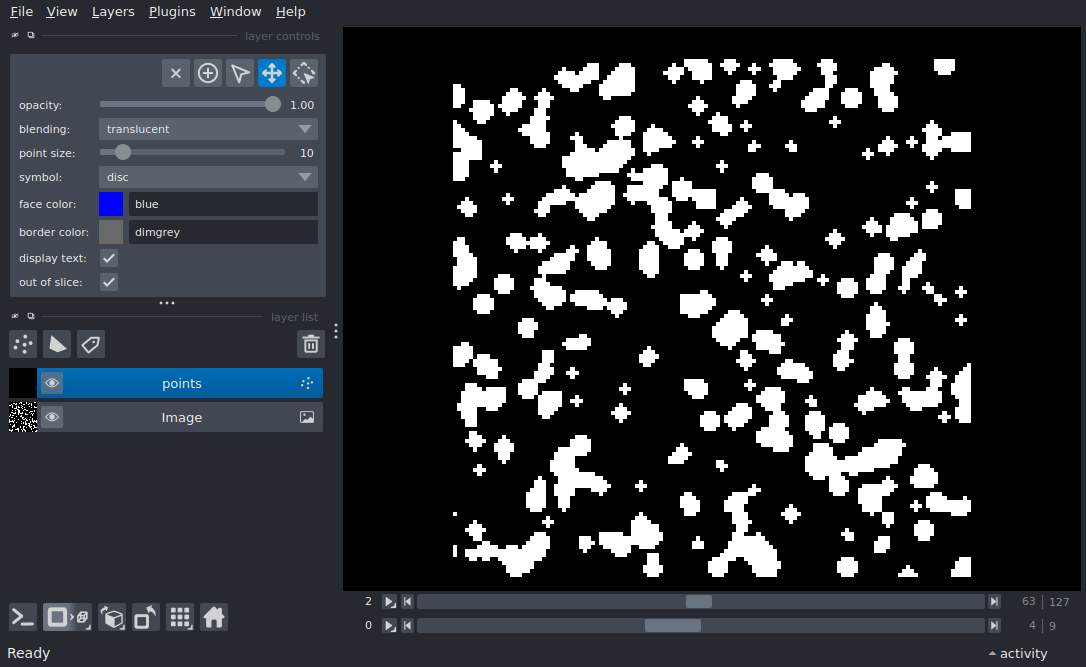 File View Layers Plugins Window Help
layer controls
opacity: 1.00
blending: translucent
point size: 10
symbol: disc
face color: blue
border color: dimgrey
display text:
out of slice:
layer list
points
Image
2 63 | 127
0 4 | 9
Ready activity